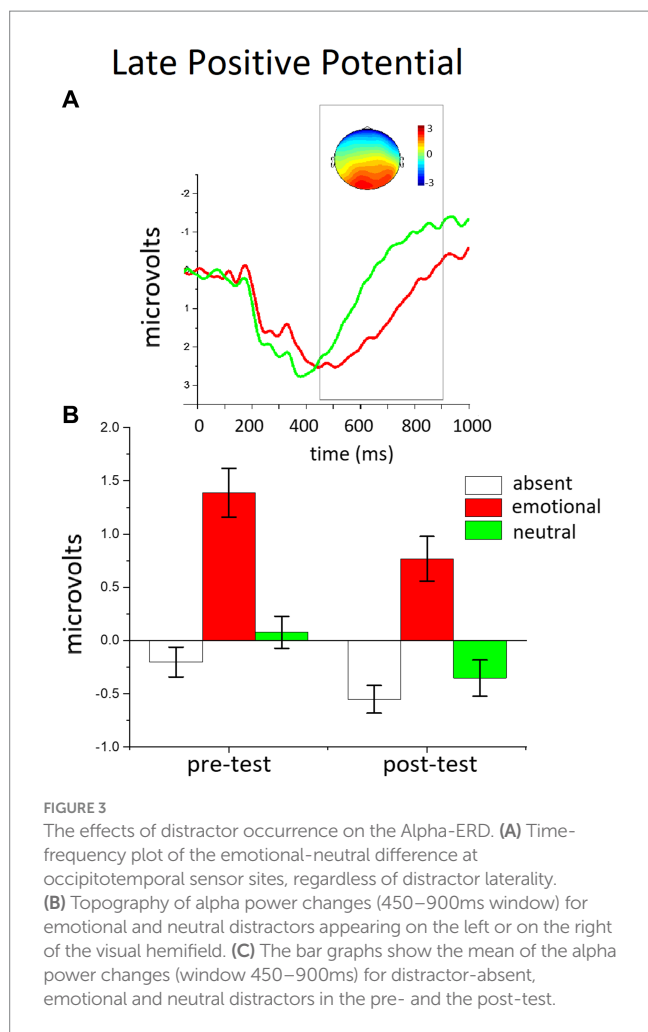 Late Positive Potential
A
3
0
-3
-2
-1
0
1
2
3
microvolts
0 200 400 600 800 1000
time (ms)
B
2.0
1.5
1.0
0.5
0.0
-0.5
-1.0
microvolts
absent
emotional
neutral
pre-test post-test
FIGURE 3
The effects of distractor occurrence on the Alpha-ERD. (A) Time-
frequency plot of the emotional-neutral difference at
occipitotemporal sensor sites, regardless of distractor laterality.
(B) Topography of alpha power changes (450–900ms window) for
emotional and neutral distractors appearing on the left or on the right
of the visual hemifield. (C) The bar graphs show the mean of the alpha
power changes (window 450–900ms) for distractor-absent,
emotional and neutral distractors in the pre- and the post-test.